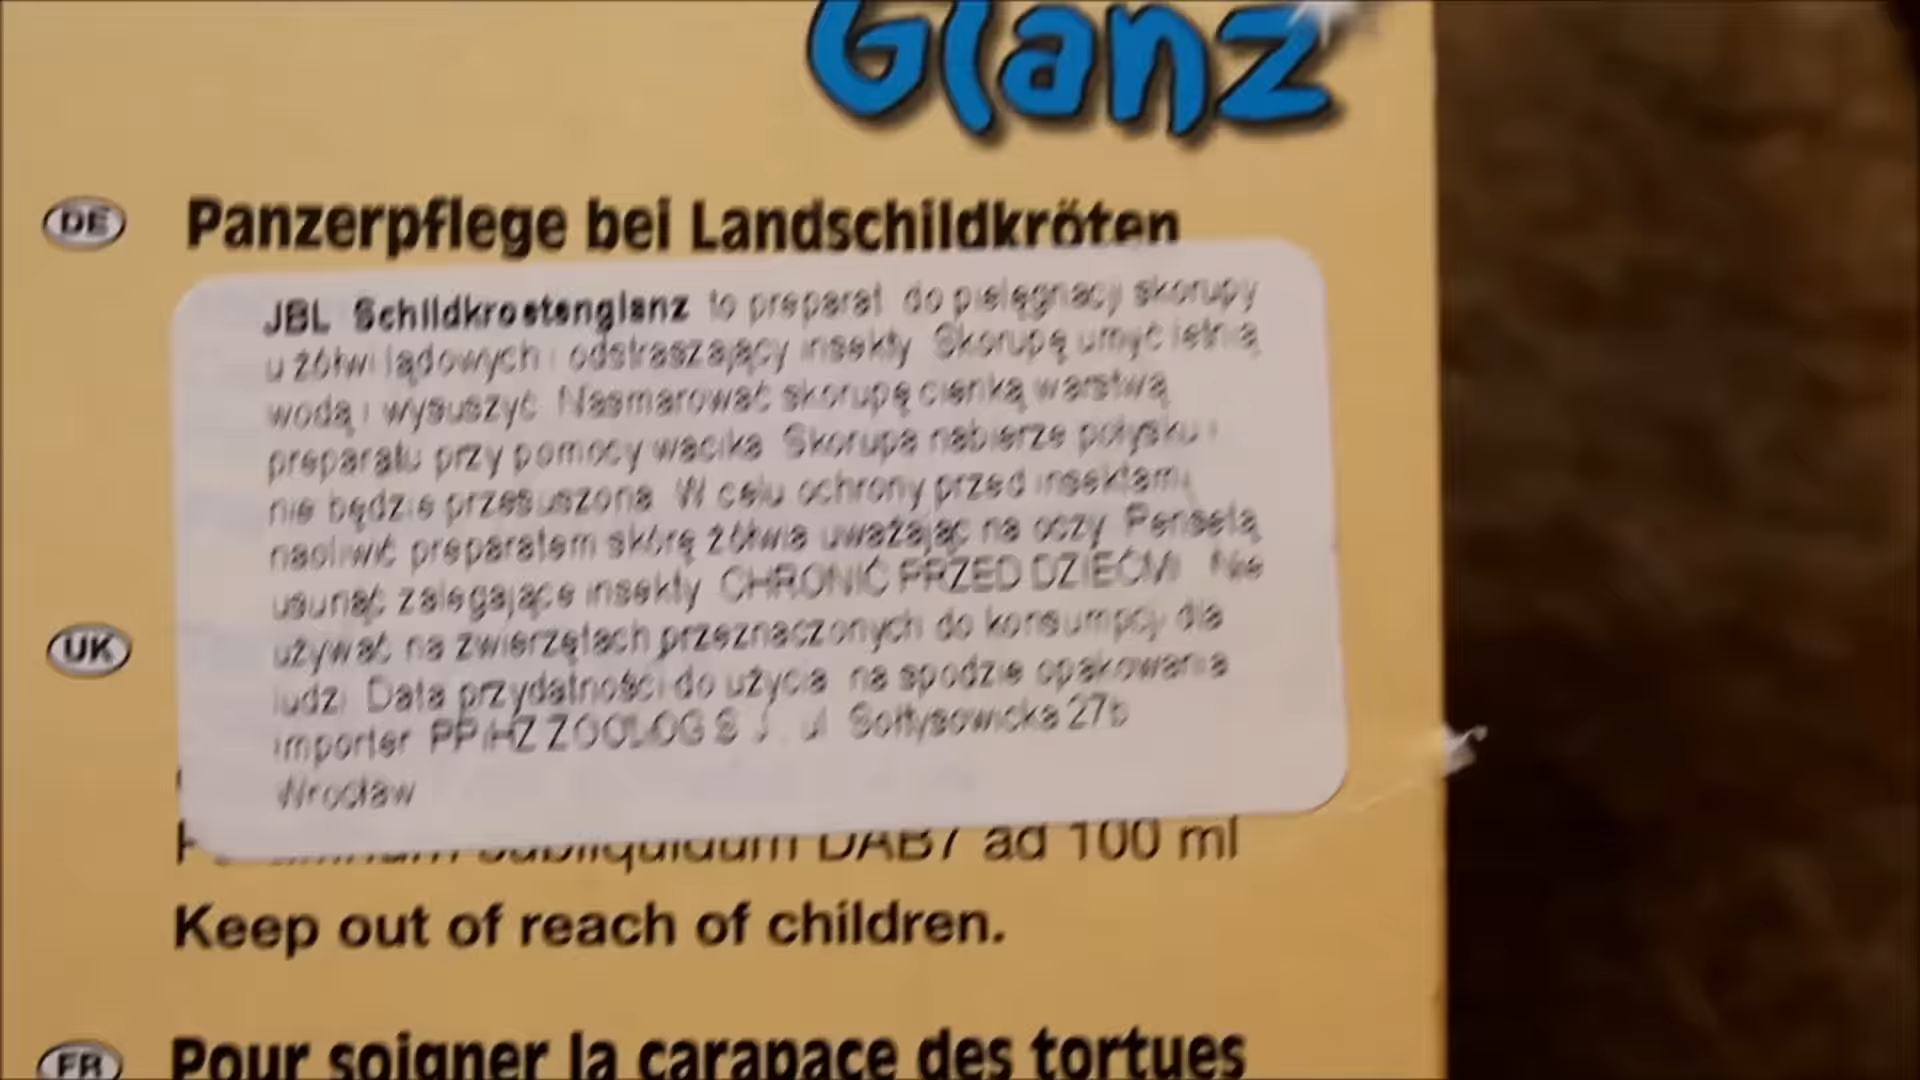 Glanz
DE Panzerpflege bei Landschildkröten
JBL Schildkroetenglanz to preparat do pielęgnacji skorupy
u żółwi lądowych i odstraszający insekty. Skorupę umyć letnią
wodą i wysuszyć. Nasmarować skorupę cienką warstwą
preparatu przy pomocy wacika. Skorupa nabierze połysku i
nie będzie przesuszona. W celu ochrony przed insektami
naoliwić preparatem skórę żółwia uważając na oczy. Pensetą
usunąć zalegające insekty. CHRONIĆ PRZED DZIEĆMI. Nie
używać na zwierzętach przeznaczonych do konsumpcji dla
ludzi. Data przydatności do użycia na spodzie opakowania
importer PPiHZ ZOOLOG S.J. ul. Sołtysowicka 27b
Wrocław
UK
subliquidum DAB7 ad 100 ml
Keep out of reach of children.
FR Pour soigner la carapace des tortues